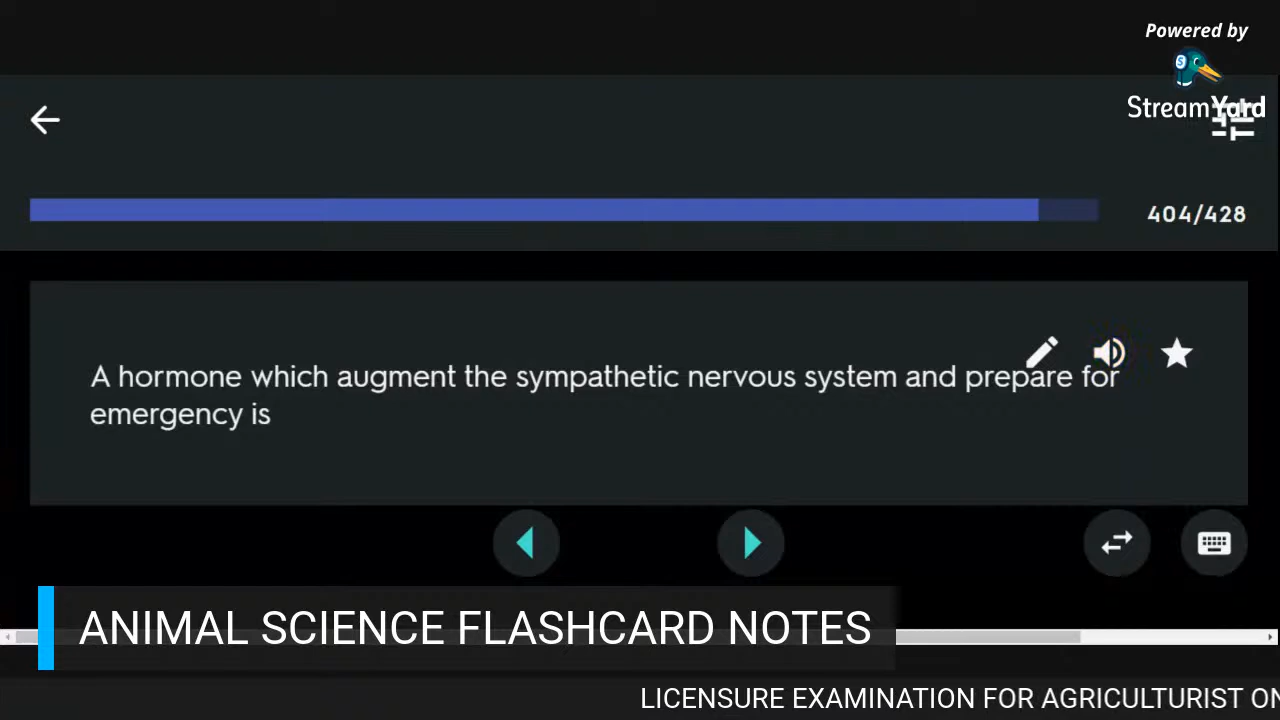 Powered by
StreamYard
404/428
A hormone which augment the sympathetic nervous system and prepare for
emergency is
ANIMAL SCIENCE FLASHCARD NOTES
LICENSURE EXAMINATION FOR AGRICULTURIST